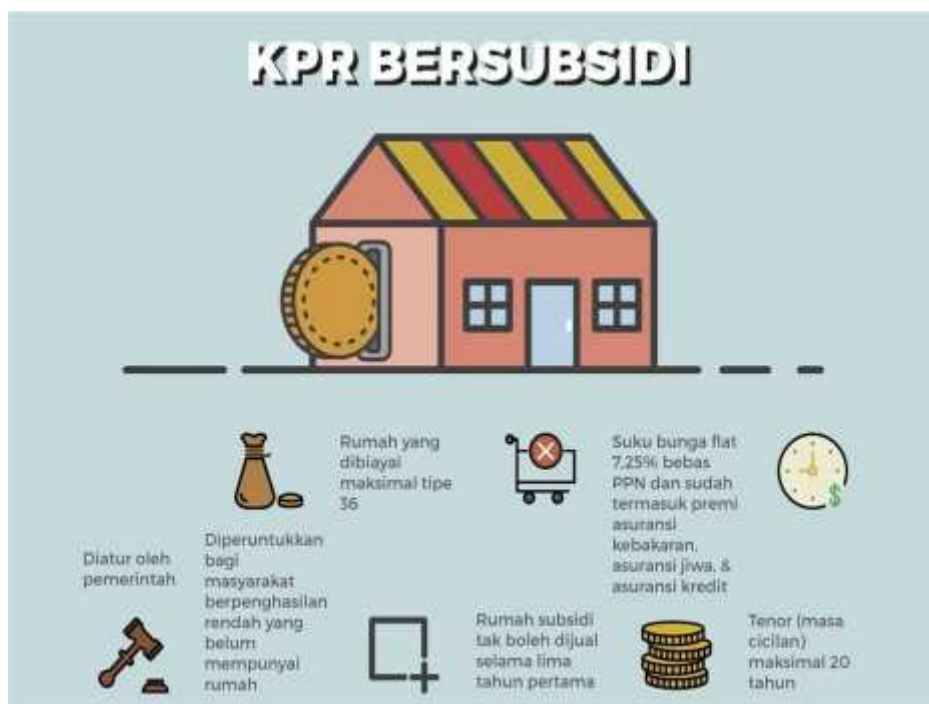 KPR BERSUBSIDI
Diatur oleh
pemerintah
Diperuntukkan
bagi
masyarakat
berpenghasilan
rendah yang
belum
mempunyai
rumah
Rumah yang
dibiayai
maksimal tipe
36
Rumah subsidi
tak boleh dijual
selama lima
tahun pertama
Suku bunga flat
7,25% bebas
PPN dan sudah
termasuk premi
asuransi
kebakaran,
asuransi jiwa, &
asuransi kredit
Tenor (masa
cicilan)
maksimal 20
tahun
$